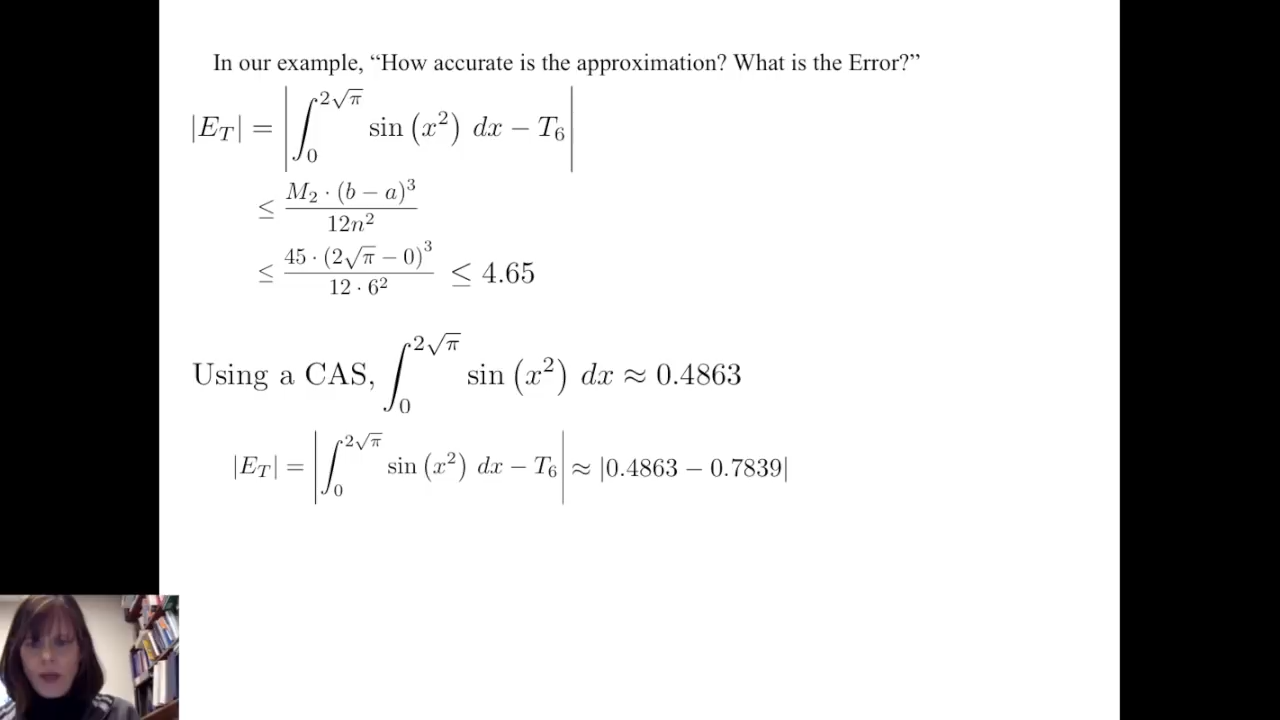 In our example, “How accurate is the approximation? What is the Error?”
|E_T| = |∫_0^{2√π} sin (x^2) dx − T_6|
≤ \frac{M_2 · (b − a)^3}{12n^2}
≤ \frac{45 · (2√π − 0)^3}{12 · 6^2} ≤ 4.65
Using a CAS, ∫_0^{2√π} sin (x^2) dx ≈ 0.4863
|E_T| = |∫_0^{2√π} sin (x^2) dx − T_6| ≈ |0.4863 − 0.7839|